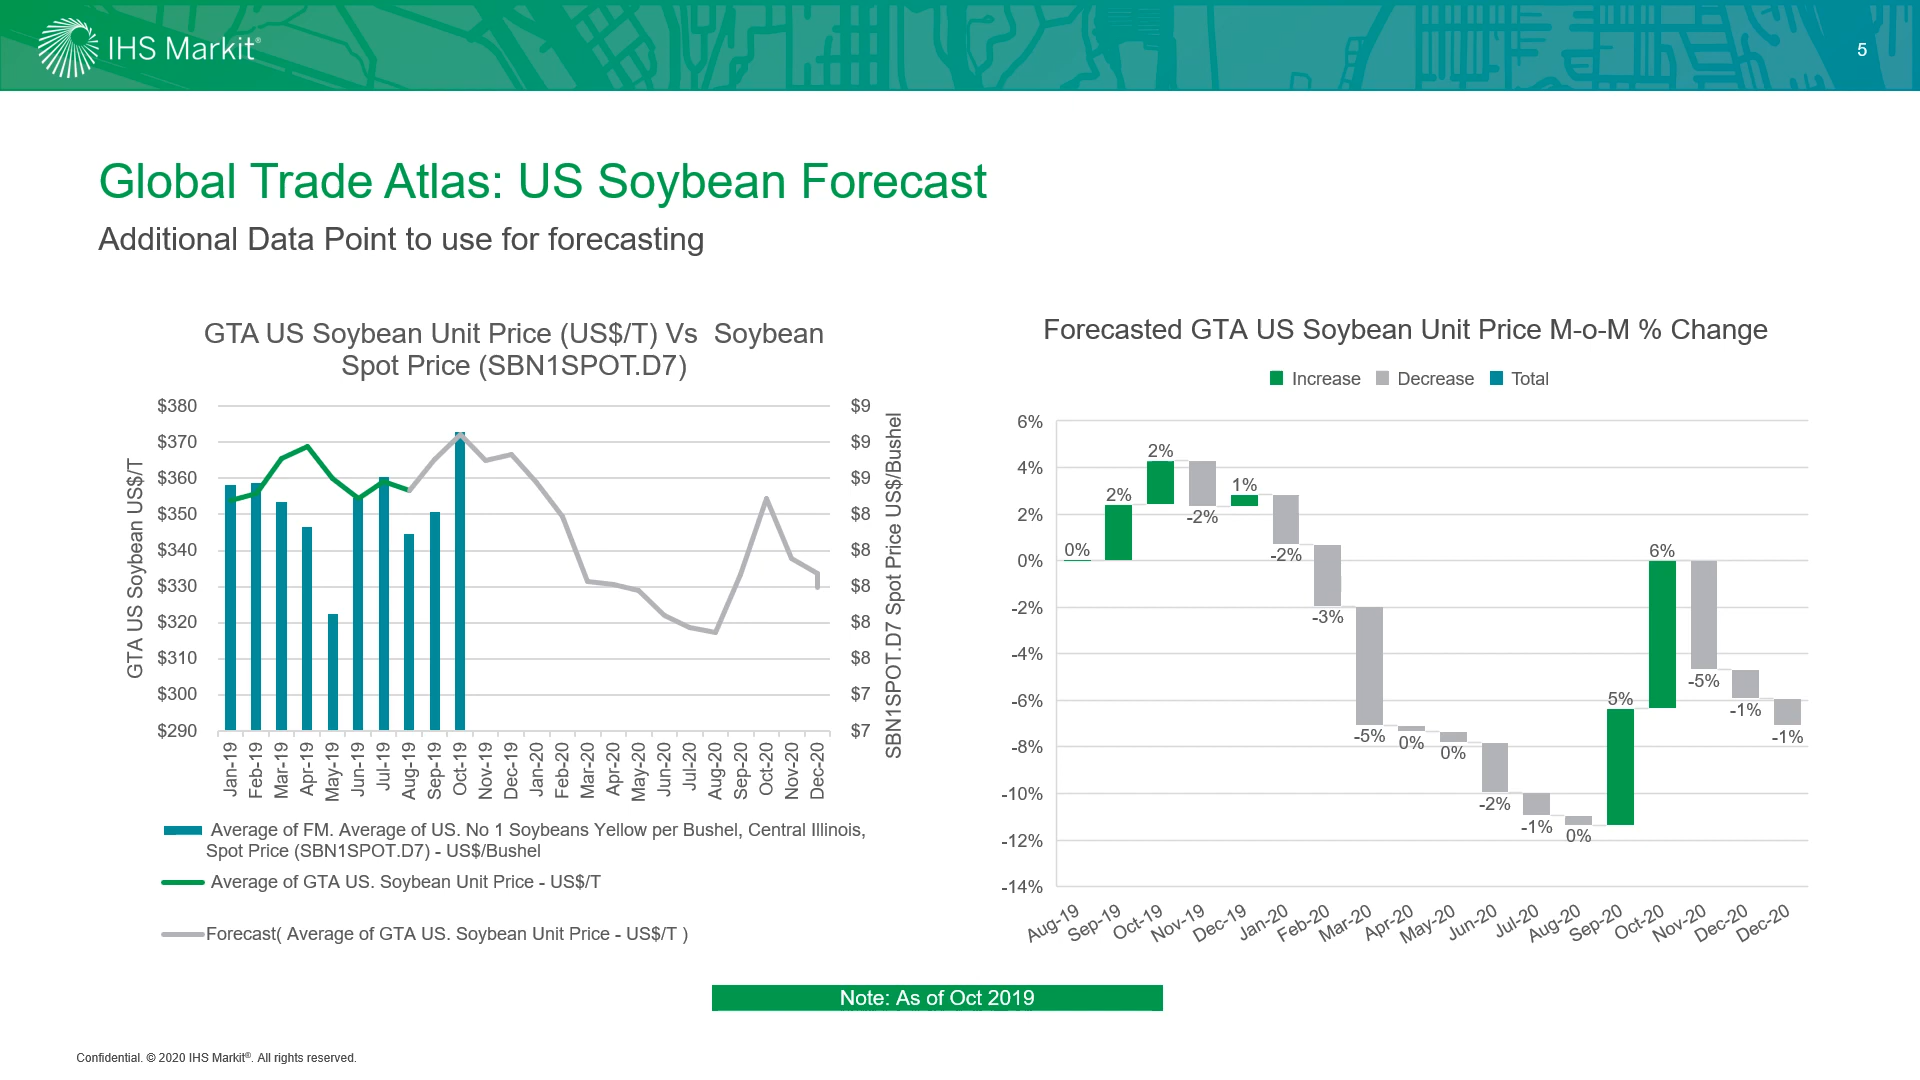 IHS Markit®
5
Global Trade Atlas: US Soybean Forecast
Additional Data Point to use for forecasting
GTA US Soybean Unit Price (US$/T) Vs  Soybean
Spot Price (SBN1SPOT.D7)
$380
$370
$360
$350
$340
$330
$320
$310
$300
$290
GTA US Soybean US$/T
$9
$9
$9
$8
$8
$8
$8
$8
$7
$7
SBN1SPOT.D7 Spot Price US$/Bushel
Jan-19
Feb-19
Mar-19
Apr-19
May-19
Jun-19
Jul-19
Aug-19
Sep-19
Oct-19
Nov-19
Dec-19
Jan-20
Feb-20
Mar-20
Apr-20
May-20
Jun-20
Jul-20
Aug-20
Sep-20
Oct-20
Nov-20
Dec-20
Average of FM. Average of US. No 1 Soybeans Yellow per Bushel, Central Illinois,
Spot Price (SBN1SPOT.D7) - US$/Bushel
Average of GTA US. Soybean Unit Price - US$/T
Forecast( Average of GTA US. Soybean Unit Price - US$/T )
Forecasted GTA US Soybean Unit Price M-o-M % Change
Increase Decrease Total
6%
4%
2%
0%
-2%
-4%
-6%
-8%
-10%
-12%
-14%
0%
2%
2%
-2%
1%
-2%
-3%
-5%
0%
0%
-2%
-1%
0%
5%
6%
-5%
-1%
-1%
Aug-19
Sep-19
Oct-19
Nov-19
Dec-19
Jan-20
Feb-20
Mar-20
Apr-20
May-20
Jun-20
Jul-20
Aug-20
Sep-20
Oct-20
Nov-20
Dec-20
Dec-20
Note: As of Oct 2019
Confidential. © 2020 IHS Markit®. All rights reserved.